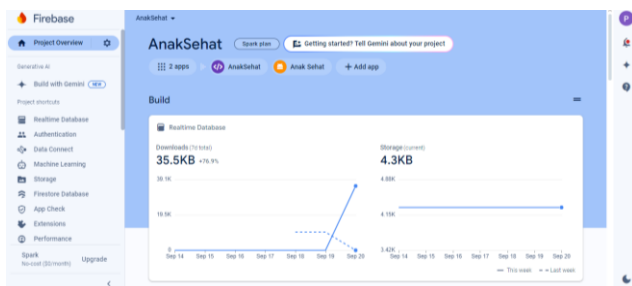 Firebase
AnakSehat
P
Project Overview
AnakSehat
Spark plan
Getting started? Tell Gemini about your project
Generative AI
2 apps
AnakSehat
Anak Sehat
+ Add app
Build with Gemini
NEW
Project shortcuts
Build
Realtime Database
Authentication
Data Connect
Machine Learning
Storage
Firestore Database
App Check
Extensions
Performance
Spark
No-cost ($0/month)
Upgrade
Realtime Database
Downloads (7d total)
35.5KB +76.9%
39.1K
19.5K
0
Sep 14 Sep 15 Sep 16 Sep 17 Sep 18 Sep 19 Sep 20
Storage (current)
4.3KB
4.88K
4.15K
3.42K
Sep 14 Sep 15 Sep 16 Sep 17 Sep 18 Sep 19 Sep 20
This week
Last week